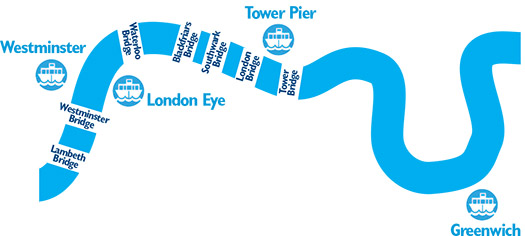 Tower Pier
Westminster
Waterloo
Bridge
Blackfriars
Bridge
Southwark
Bridge
London
Bridge
Tower
Bridge
London Eye
Westminster
Bridge
Lambeth
Bridge
Greenwich